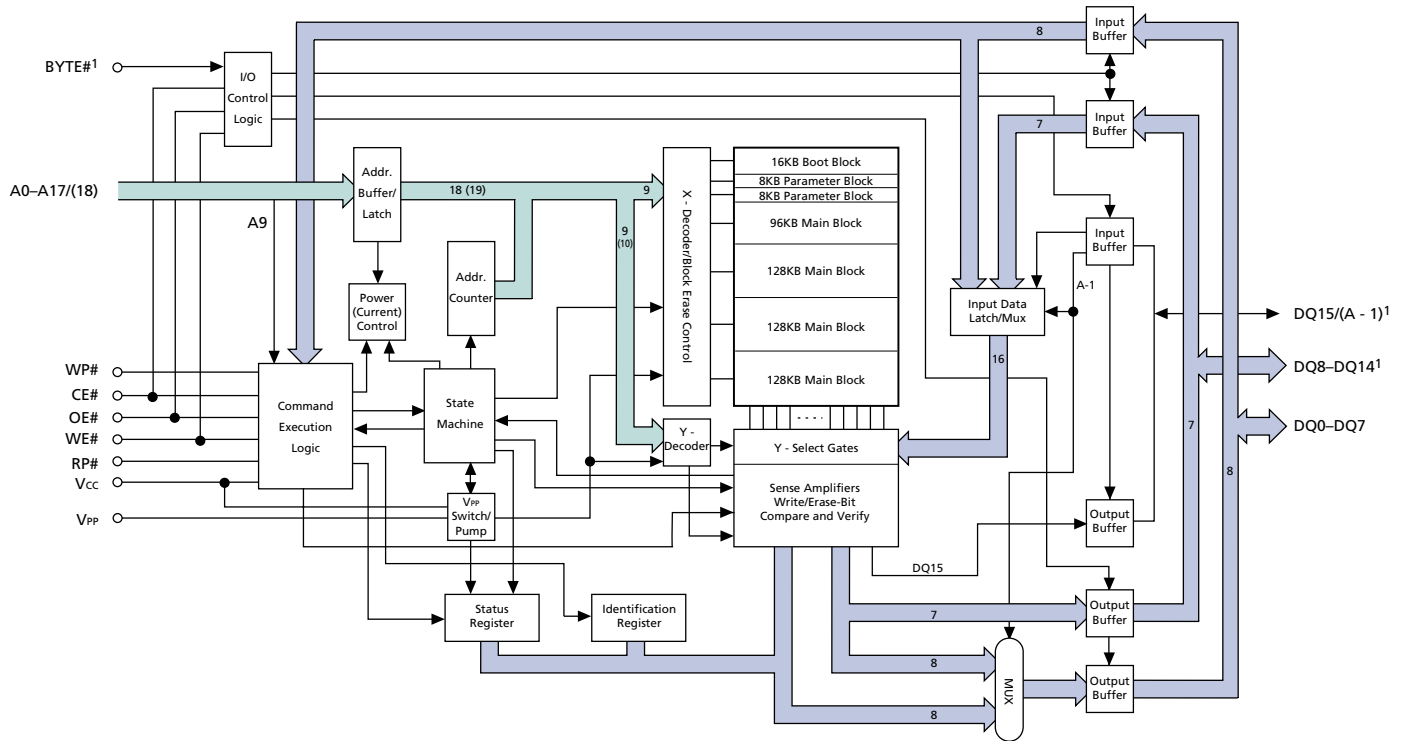 BYTE#1
I/O
Control
Logic
8
Input
Buffer
7
Input
Buffer
A0–A17/(18)
Addr.
Buffer/
Latch
18 (19)
9
A9
9
(10)
X - Decoder/Block Erase Control
16KB Boot Block
8KB Parameter Block
8KB Parameter Block
96KB Main Block
128KB Main Block
128KB Main Block
128KB Main Block
Input
Buffer
A-1
Addr.
Counter
Power
(Current)
Control
Input Data
Latch/Mux
16
DQ15/(A - 1)1
DQ8–DQ141
DQ0–DQ7
7
8
WP#
CE#
OE#
WE#
RP#
VCC
VPP
Command
Execution
Logic
State
Machine
VPP
Switch/
Pump
Y -
Decoder
Y - Select Gates
Sense Amplifiers
Write/Erase-Bit
Compare and Verify
DQ15
Output
Buffer
Status
Register
Identification
Register
7
Output
Buffer
8
8
MUX
Output
Buffer